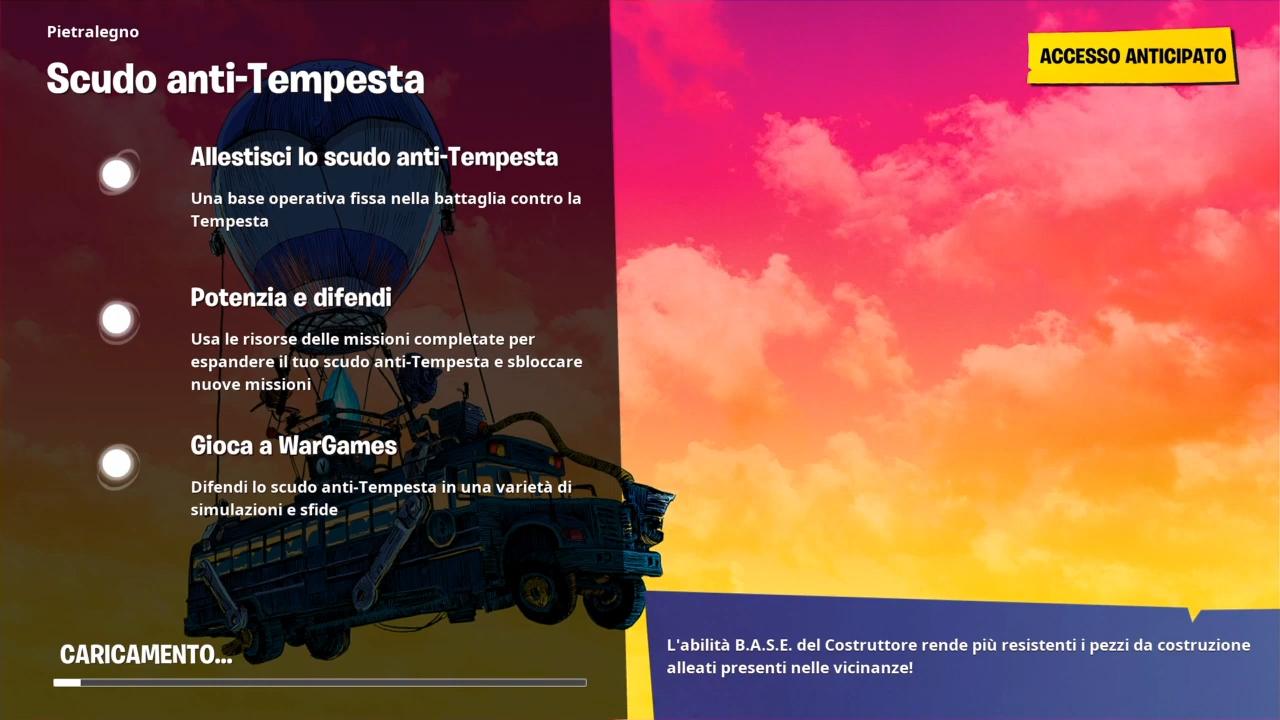 Pietralegno
Scudo anti-Tempesta
ACCESSO ANTICIPATO
Allestisci lo scudo anti-Tempesta
Una base operativa fissa nella battaglia contro la
Tempesta
Potenzia e difendi
Usa le risorse delle missioni completate per
espandere il tuo scudo anti-Tempesta e sbloccare
nuove missioni
Gioca a WarGames
Difendi lo scudo anti-Tempesta in una varietà di
simulazioni e sfide
CARICAMENTO...
L'abilità B.A.S.E. del Costruttore rende più resistenti i pezzi da costruzione
alleati presenti nelle vicinanze!